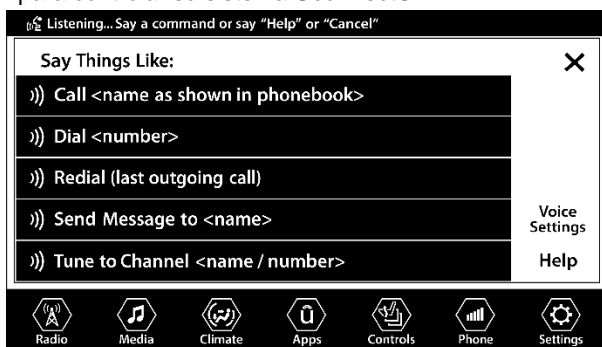 Listening... Say a command or say “Help” or “Cancel”
Say Things Like:
Call <name as shown in phonebook>
Dial <number>
Redial (last outgoing call)
Send Message to <name>
Tune to Channel <name / number>
Voice
Settings
Help
Radio
Media
Climate
Apps
Controls
Phone
Settings